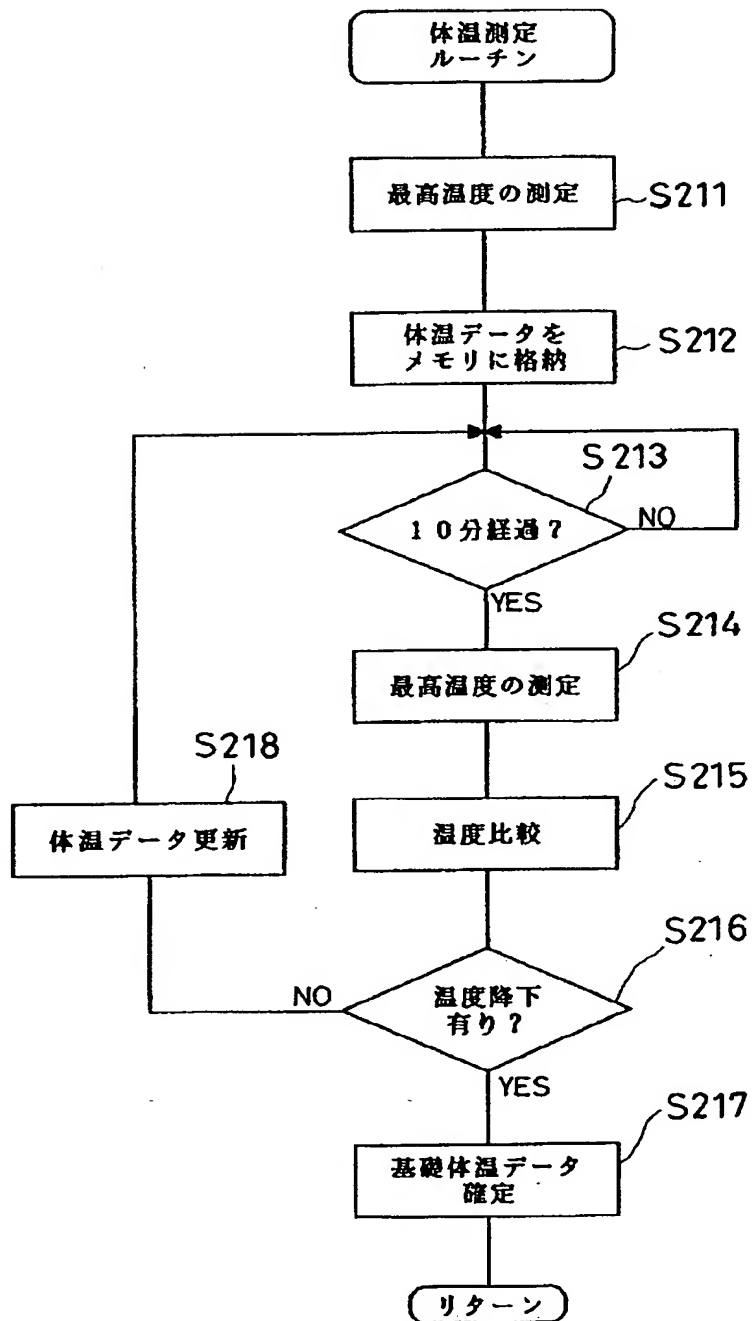 体温測定
ルーチン
最高温度の測定
S211
体温データを
メモリに格納
S212
S213
10分経過?
NO
YES
S214
最高温度の測定
S218
体温データ更新
S215
温度比較
S216
NO
温度降下
有り?
YES
S217
基礎体温データ
確定
リターン